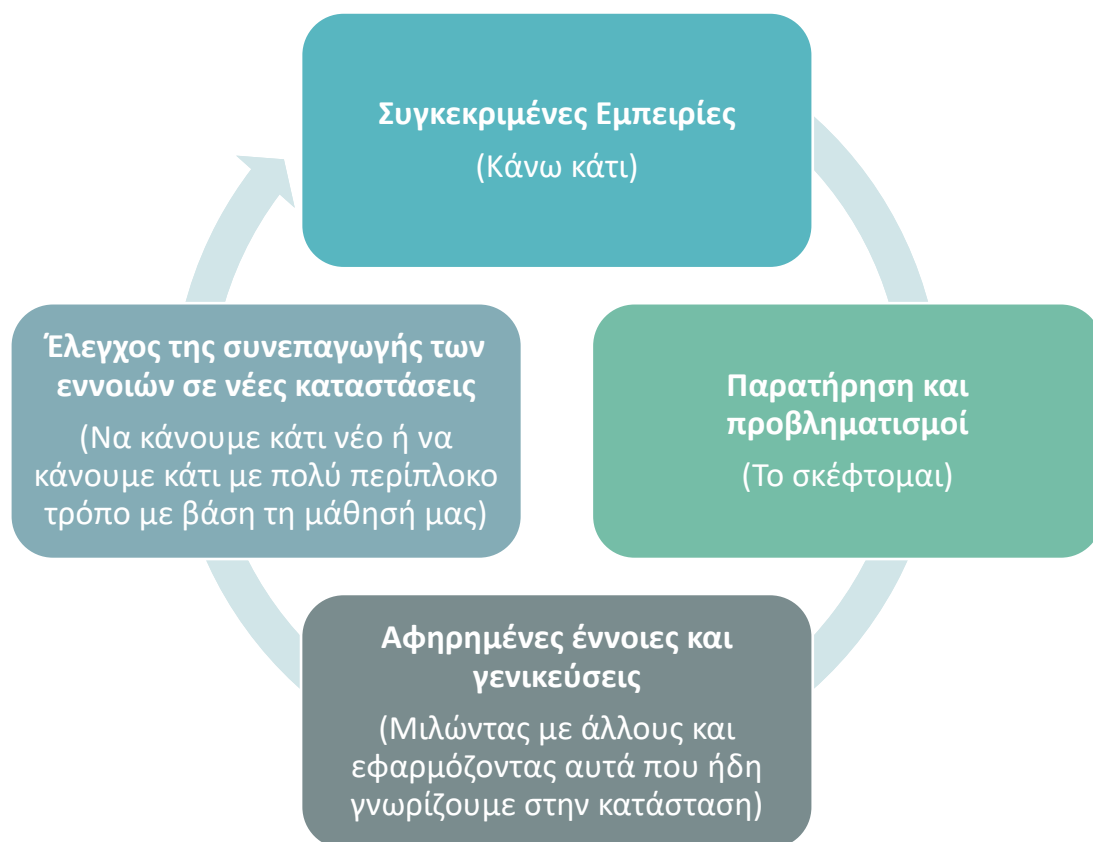 Συγκεκριμένες Εμπειρίες
(Κάνω κάτι)
Παρατήρηση και
προβληματισμοί
(Το σκέφτομαι)
Αφηρημένες έννοιες και
γενικεύσεις
(Μιλώντας με άλλους και
εφαρμόζοντας αυτά που ήδη
γνωρίζουμε στην κατάσταση)
Έλεγχος της συνεπαγωγής των
εννοιών σε νέες καταστάσεις
(Να κάνουμε κάτι νέο ή να
κάνουμε κάτι με πολύ περίπλοκο
τρόπο με βάση τη μάθησή μας)